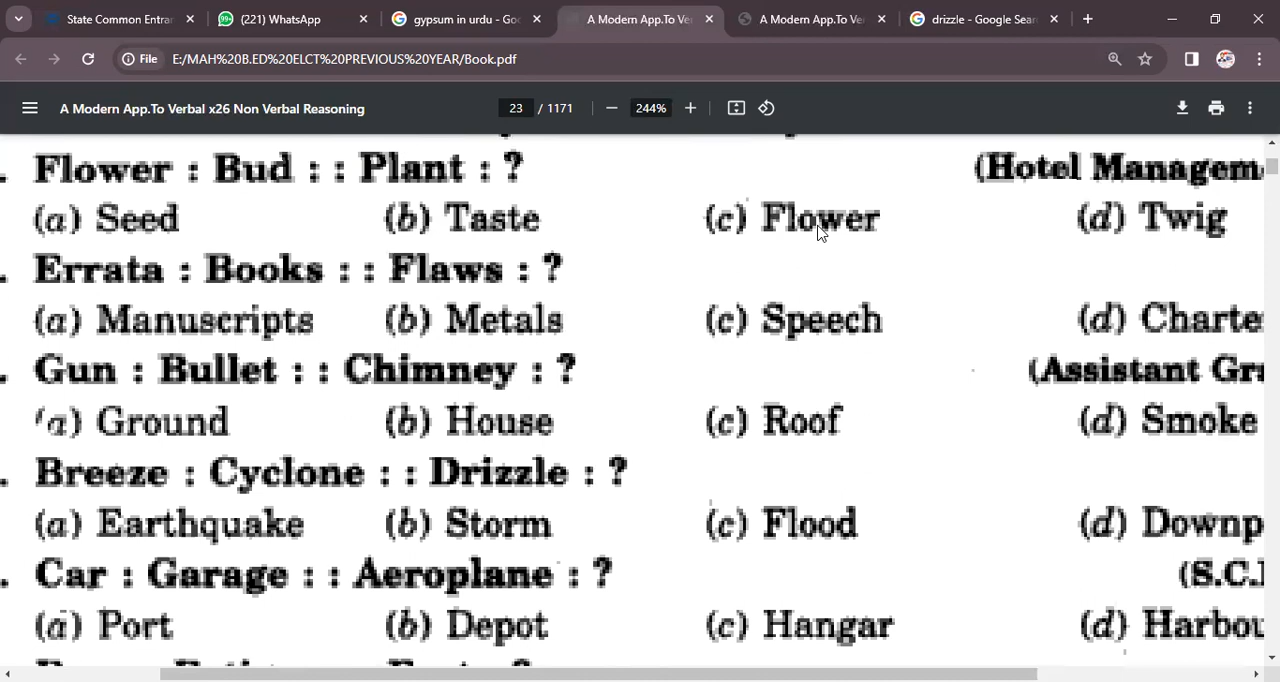 State Common Entra
(221) WhatsApp
gypsum in urdu - Goo
A Modern App.To Ve
A Modern App.To Ve
drizzle - Google Sear
File
E:/MAH%20B.ED%20ELCT%20PREVIOUS%20YEAR/Book.pdf
A Modern App.To Verbal x26 Non Verbal Reasoning
23 / 1171
244%
. Flower : Bud : : Plant : ? (Hotel Managem
(a) Seed (b) Taste (c) Flower (d) Twig
. Errata : Books : : Flaws : ?
(a) Manuscripts (b) Metals (c) Speech (d) Charte
. Gun : Bullet : : Chimney : ? (Assistant Gra
(a) Ground (b) House (c) Roof (d) Smoke
. Breeze : Cyclone : : Drizzle : ?
(a) Earthquake (b) Storm (c) Flood (d) Downp
. Car : Garage : : Aeroplane : ? (S.C.
(a) Port (b) Depot (c) Hangar (d) Harbou